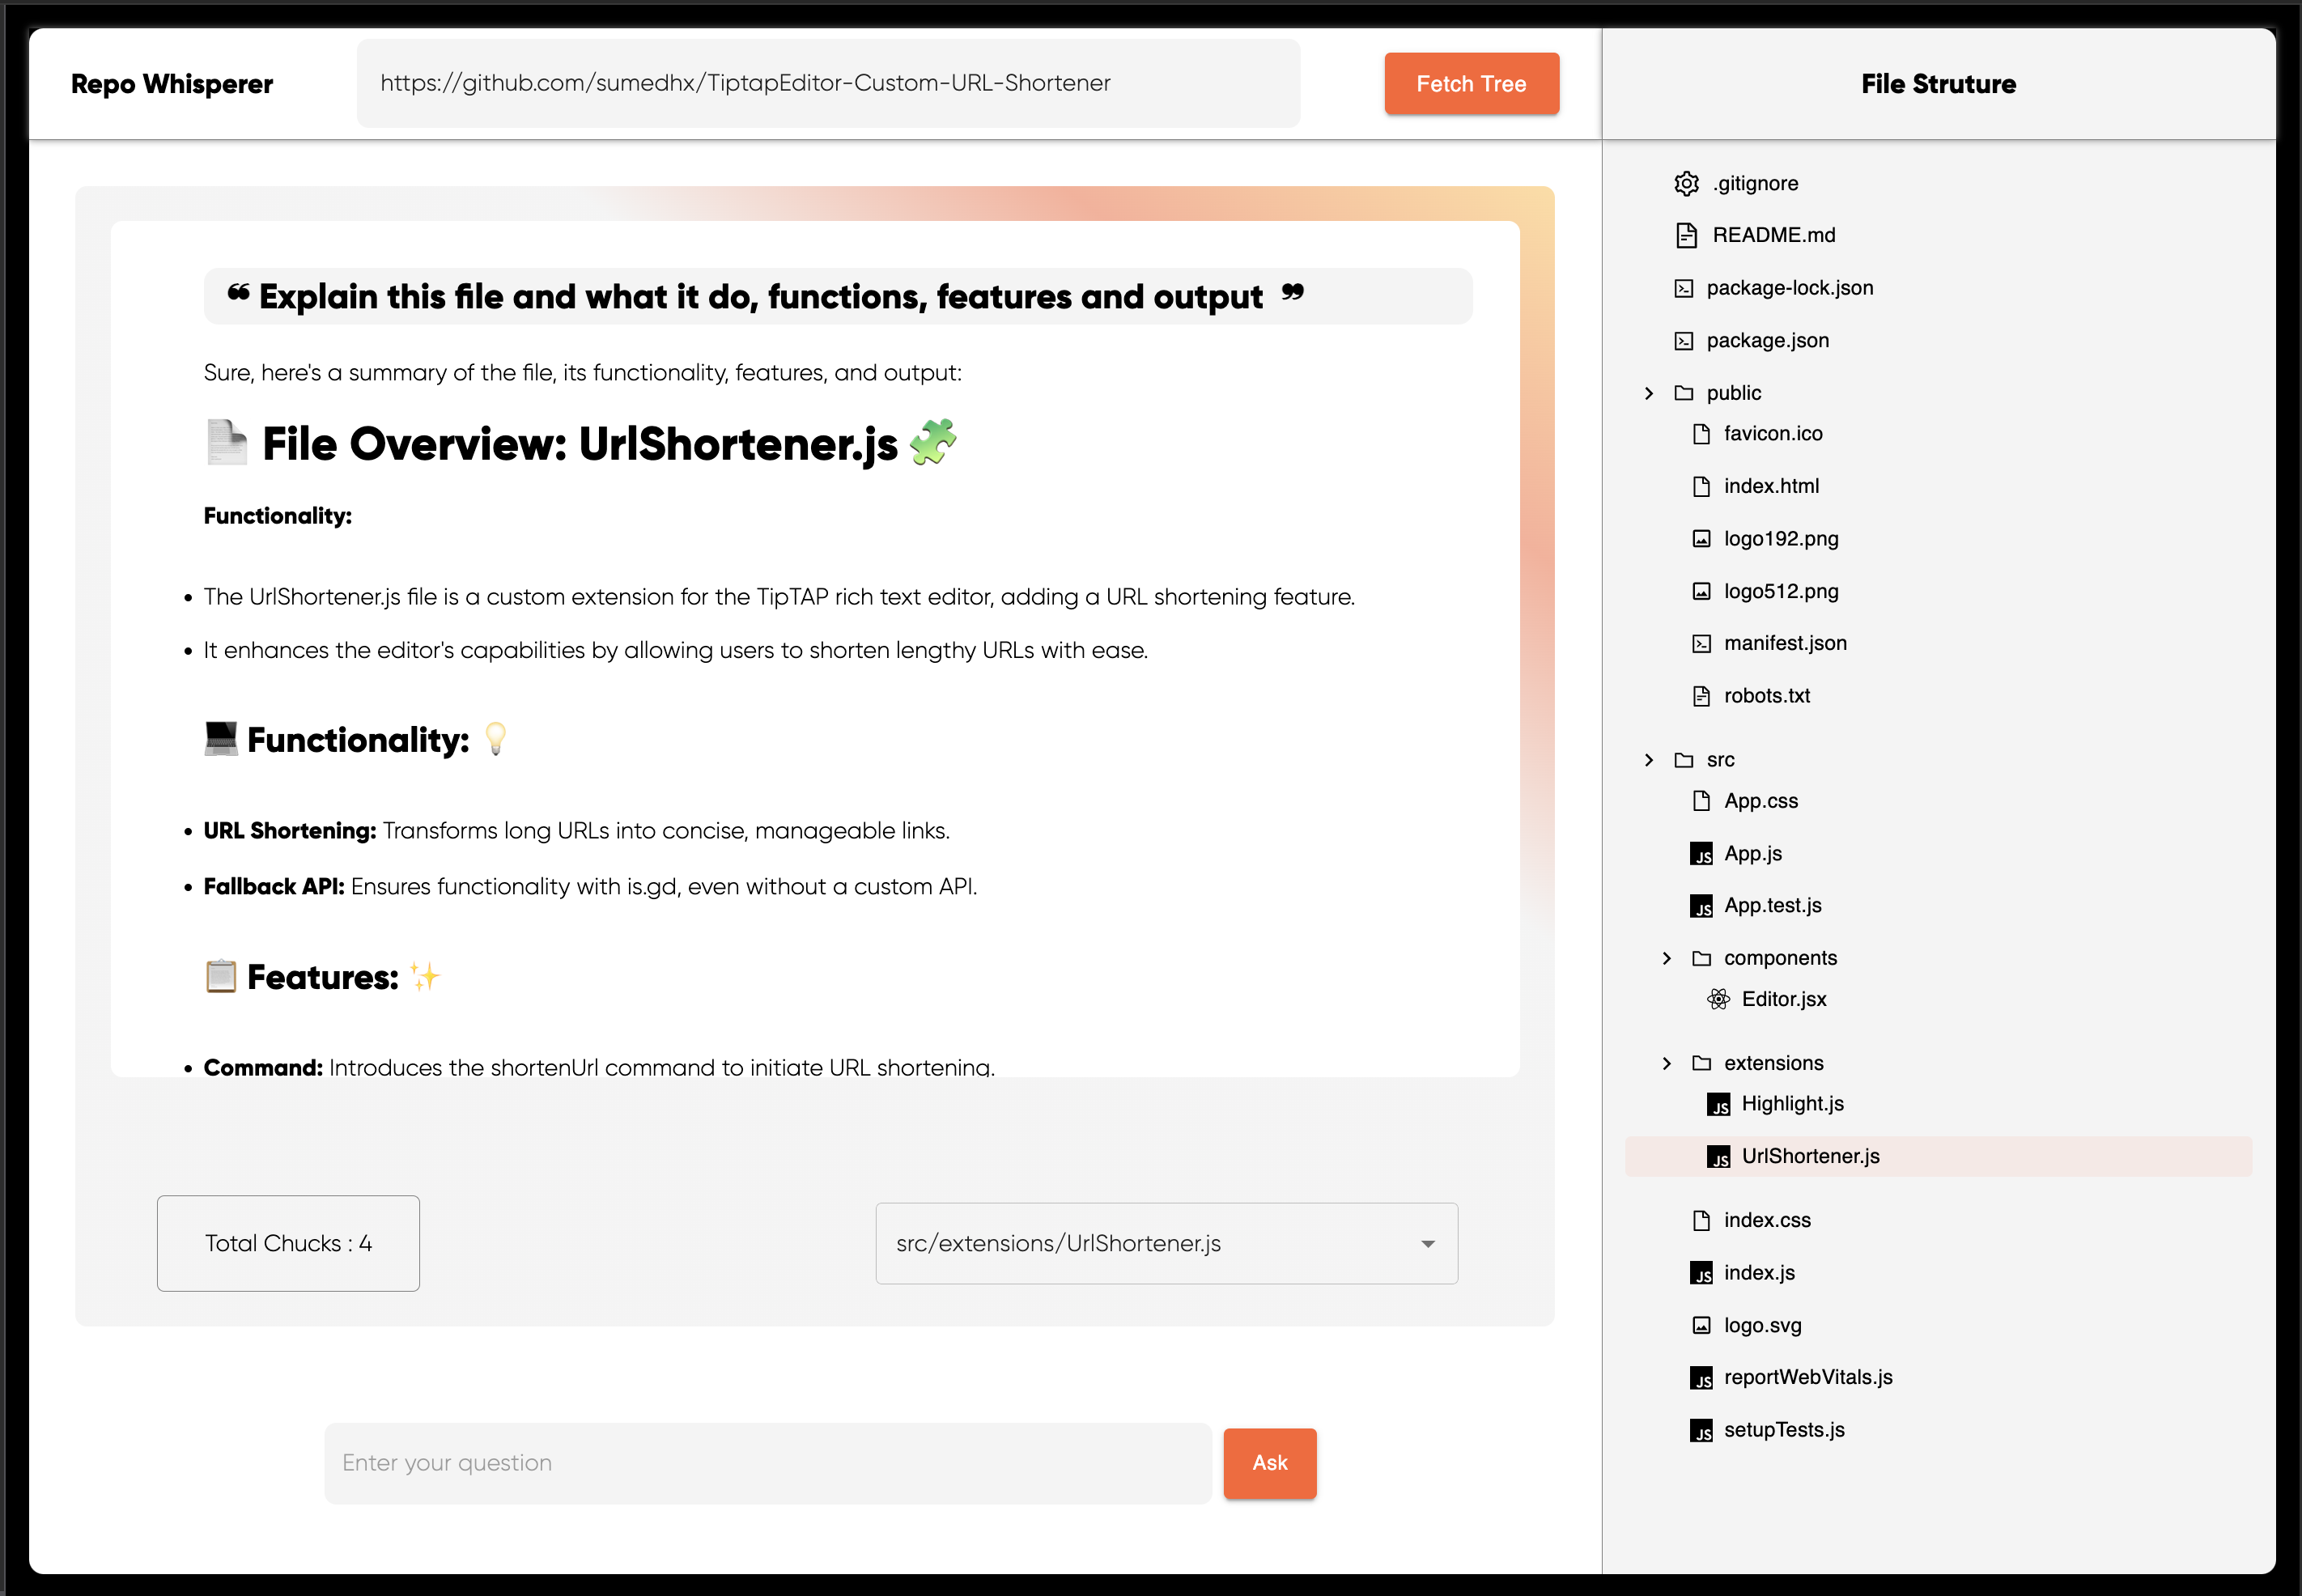 Repo Whisperer
https://github.com/sumedhx/TiptapEditor-Custom-URL-Shortener
Fetch Tree
❝ Explain this file and what it do, functions, features and output ❞
Sure, here's a summary of the file, its functionality, features, and output:
📄 File Overview: UrlShortener.js 🧩
Functionality:
• The UrlShortener.js file is a custom extension for the TipTAP rich text editor, adding a URL shortening feature.
• It enhances the editor's capabilities by allowing users to shorten lengthy URLs with ease.
💻 Functionality: 💡
• URL Shortening: Transforms long URLs into concise, manageable links.
• Fallback API: Ensures functionality with is.gd, even without a custom API.
📋 Features: ✨
• Command: Introduces the shortenUrl command to initiate URL shortening.
Total Chucks : 4
src/extensions/UrlShortener.js
Enter your question
Ask
File Struture
.gitignore
README.md
package-lock.json
package.json
public
favicon.ico
index.html
logo192.png
logo512.png
manifest.json
robots.txt
src
App.css
JS App.js
JS App.test.js
components
Editor.jsx
extensions
JS Highlight.js
JS UrlShortener.js
index.css
JS index.js
logo.svg
JS reportWebVitals.js
JS setupTests.js